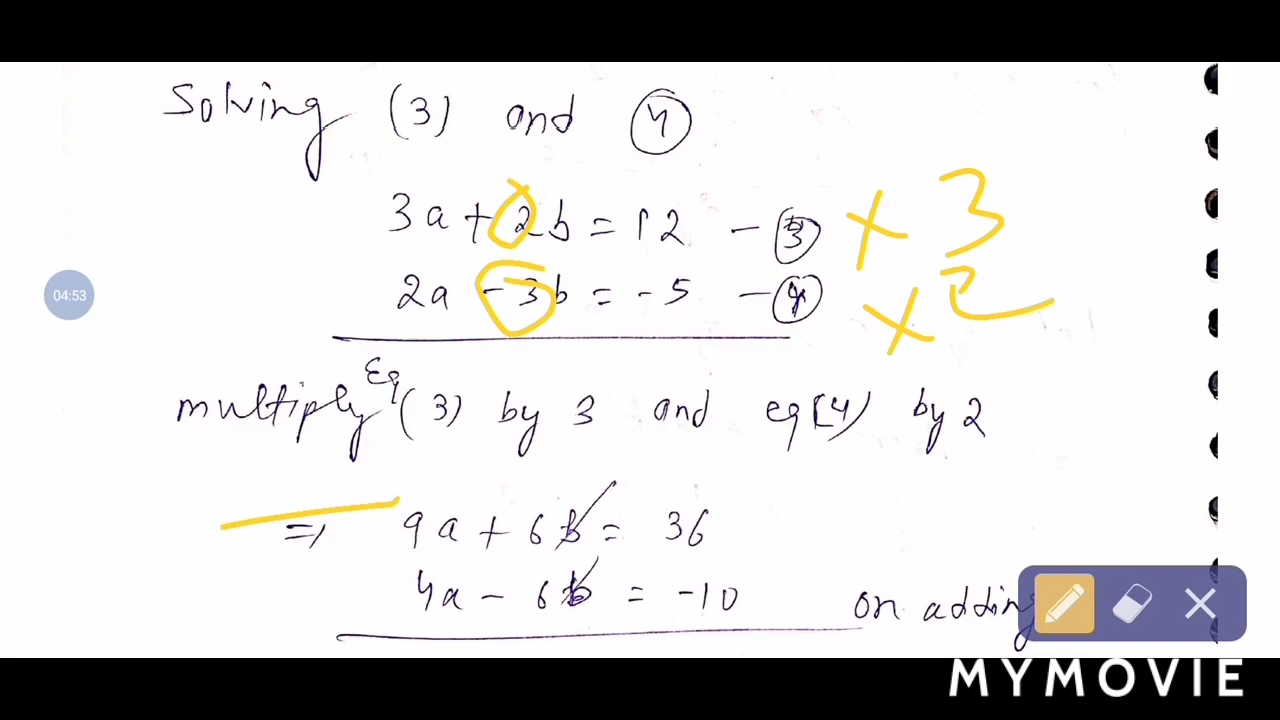 Solving (3) and (4)
3a + 2b = 12 - (3) × 3
2a - 3b = -5 - (4) × 2
04:53
multiply Eq (3) by 3 and eq (4) by 2
=> 9a + 6b = 36
4a - 6b = -10 on adding
MYMOVIE